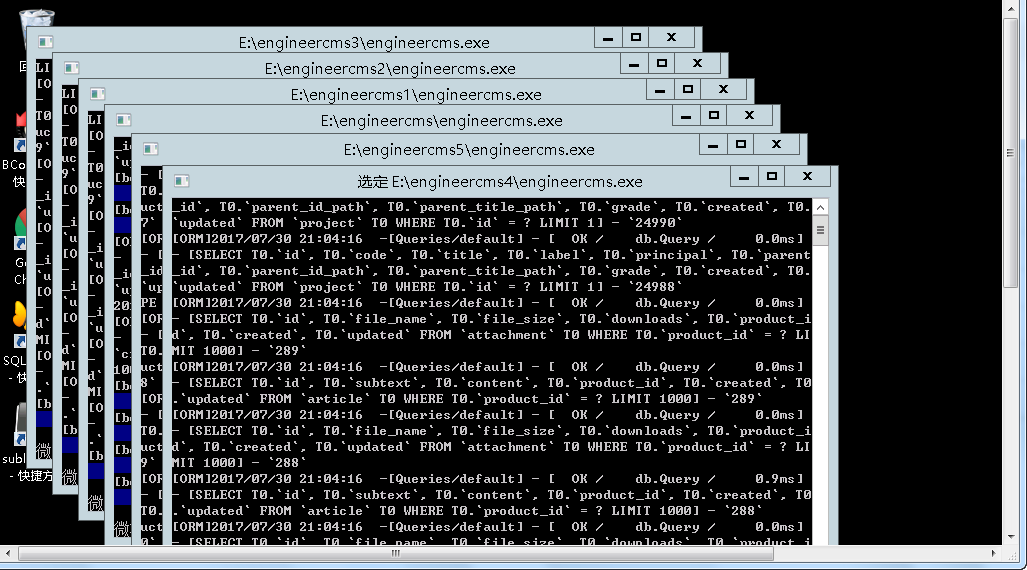 E:\engineercms3\engineercms.exe
E:\engineercms2\engineercms.exe
E:\engineercms1\engineercms.exe
E:\engineercms\engineercms.exe
E:\engineercms5\engineercms.exe
选定 E:\engineercms4\engineercms.exe
_id`, T0.`parent_id_path`, T0.`parent_title_path`, T0.`grade`, T0.`created`, T0.
`updated` FROM `project` T0 WHERE T0.`id` = ? LIMIT 1] - `24990`
[ORM]2017/07/30 21:04:16  -[Queries/default] - [  OK /    db.Query /     0.0ms]
- [SELECT T0.`id`, T0.`code`, T0.`title`, T0.`label`, T0.`principal`, T0.`parent
_id`, T0.`parent_id_path`, T0.`parent_title_path`, T0.`grade`, T0.`created`, T0.
`updated` FROM `project` T0 WHERE T0.`id` = ? LIMIT 1] - `24988`
[ORM]2017/07/30 21:04:16  -[Queries/default] - [  OK /    db.Query /     0.0ms]
- [SELECT T0.`id`, T0.`file_name`, T0.`file_size`, T0.`downloads`, T0.`product_i
d`, T0.`created`, T0.`updated` FROM `attachment` T0 WHERE T0.`product_id` = ? LI
MIT 1000] - `289`
[ORM]2017/07/30 21:04:16  -[Queries/default] - [  OK /    db.Query /     0.0ms]
- [SELECT T0.`id`, T0.`subtext`, T0.`content`, T0.`product_id`, T0.`created`, T0
.`updated` FROM `article` T0 WHERE T0.`product_id` = ? LIMIT 1000] - `289`
[ORM]2017/07/30 21:04:16  -[Queries/default] - [  OK /    db.Query /     0.0ms]
- [SELECT T0.`id`, T0.`file_name`, T0.`file_size`, T0.`downloads`, T0.`product_i
d`, T0.`created`, T0.`updated` FROM `attachment` T0 WHERE T0.`product_id` = ? LI
MIT 1000] - `288`
[ORM]2017/07/30 21:04:16  -[Queries/default] - [  OK /    db.Query /     0.9ms]
- [SELECT T0.`id`, T0.`subtext`, T0.`content`, T0.`product_id`, T0.`created`, T0
.`updated` FROM `article` T0 WHERE T0.`product_id` = ? LIMIT 1000] - `288`
[ORM]2017/07/30 21:04:16  -[Queries/default] - [  OK /    db.Query /     0.0ms]
- [SELECT T0.`id`, T0.`file_name`, T0.`file_size`, T0.`downloads`, T0.`product_i